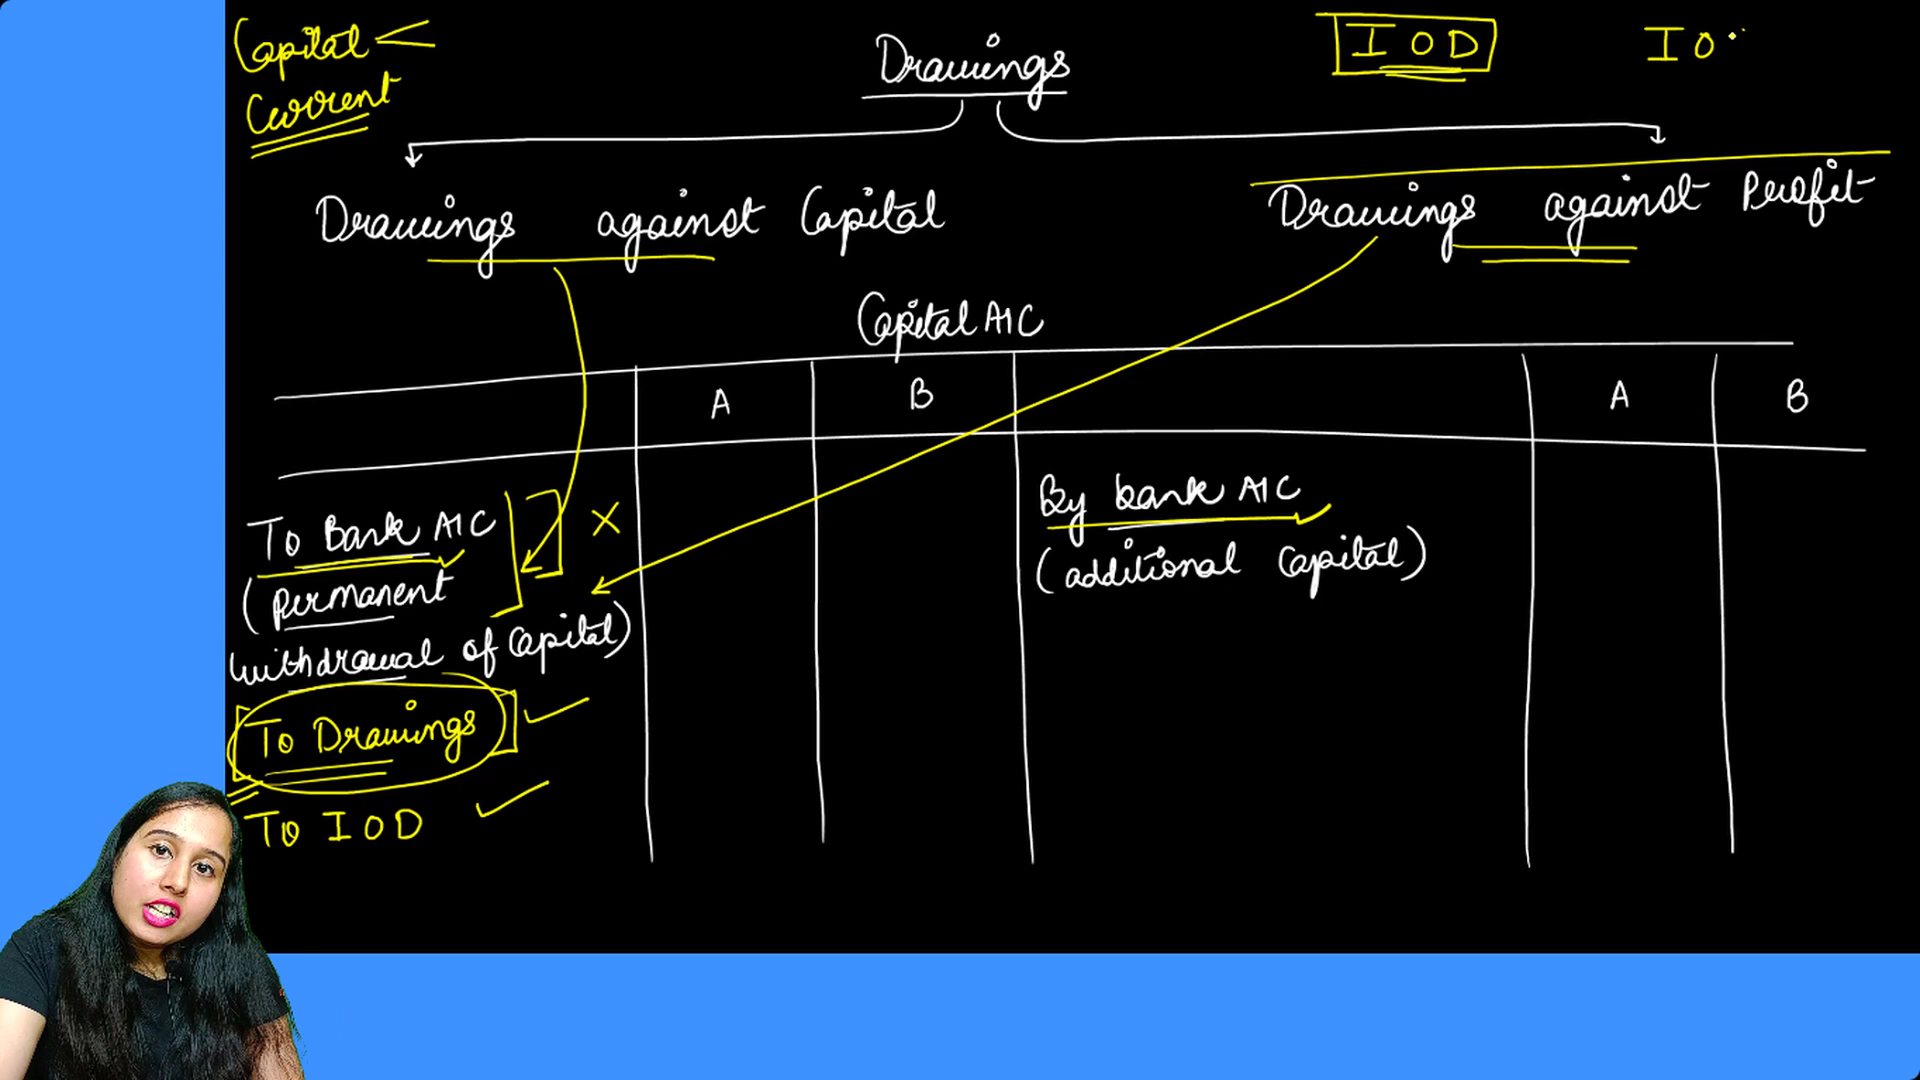 Capital
Current
Drawings
IOD
IO
Drawings against Capital
Drawings against Profit
Capital A/C
A
B
A
B
To Bank A/C
(permanent
withdrawal of Capital)
X
By bank A/C
(additional Capital)
To Drawings
To IOD